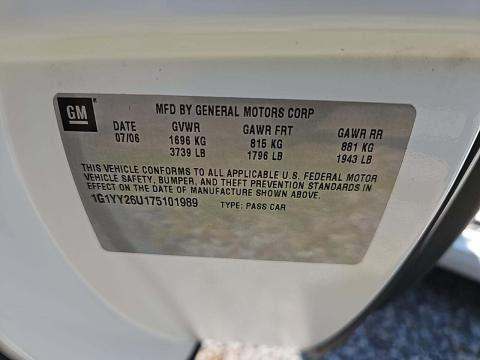 GM
MFD BY GENERAL MOTORS CORP
DATE GVWR GAWR FRT GAWR RR
07/06 1696 KG 815 KG 881 KG
3739 LB 1796 LB 1943 LB
THIS VEHICLE CONFORMS TO ALL APPLICABLE U.S. FEDERAL MOTOR
VEHICLE SAFETY, BUMPER, AND THEFT PREVENTION STANDARDS IN
EFFECT ON THE DATE OF MANUFACTURE SHOWN ABOVE.
1G1YY26U175101989 TYPE: PASS CAR